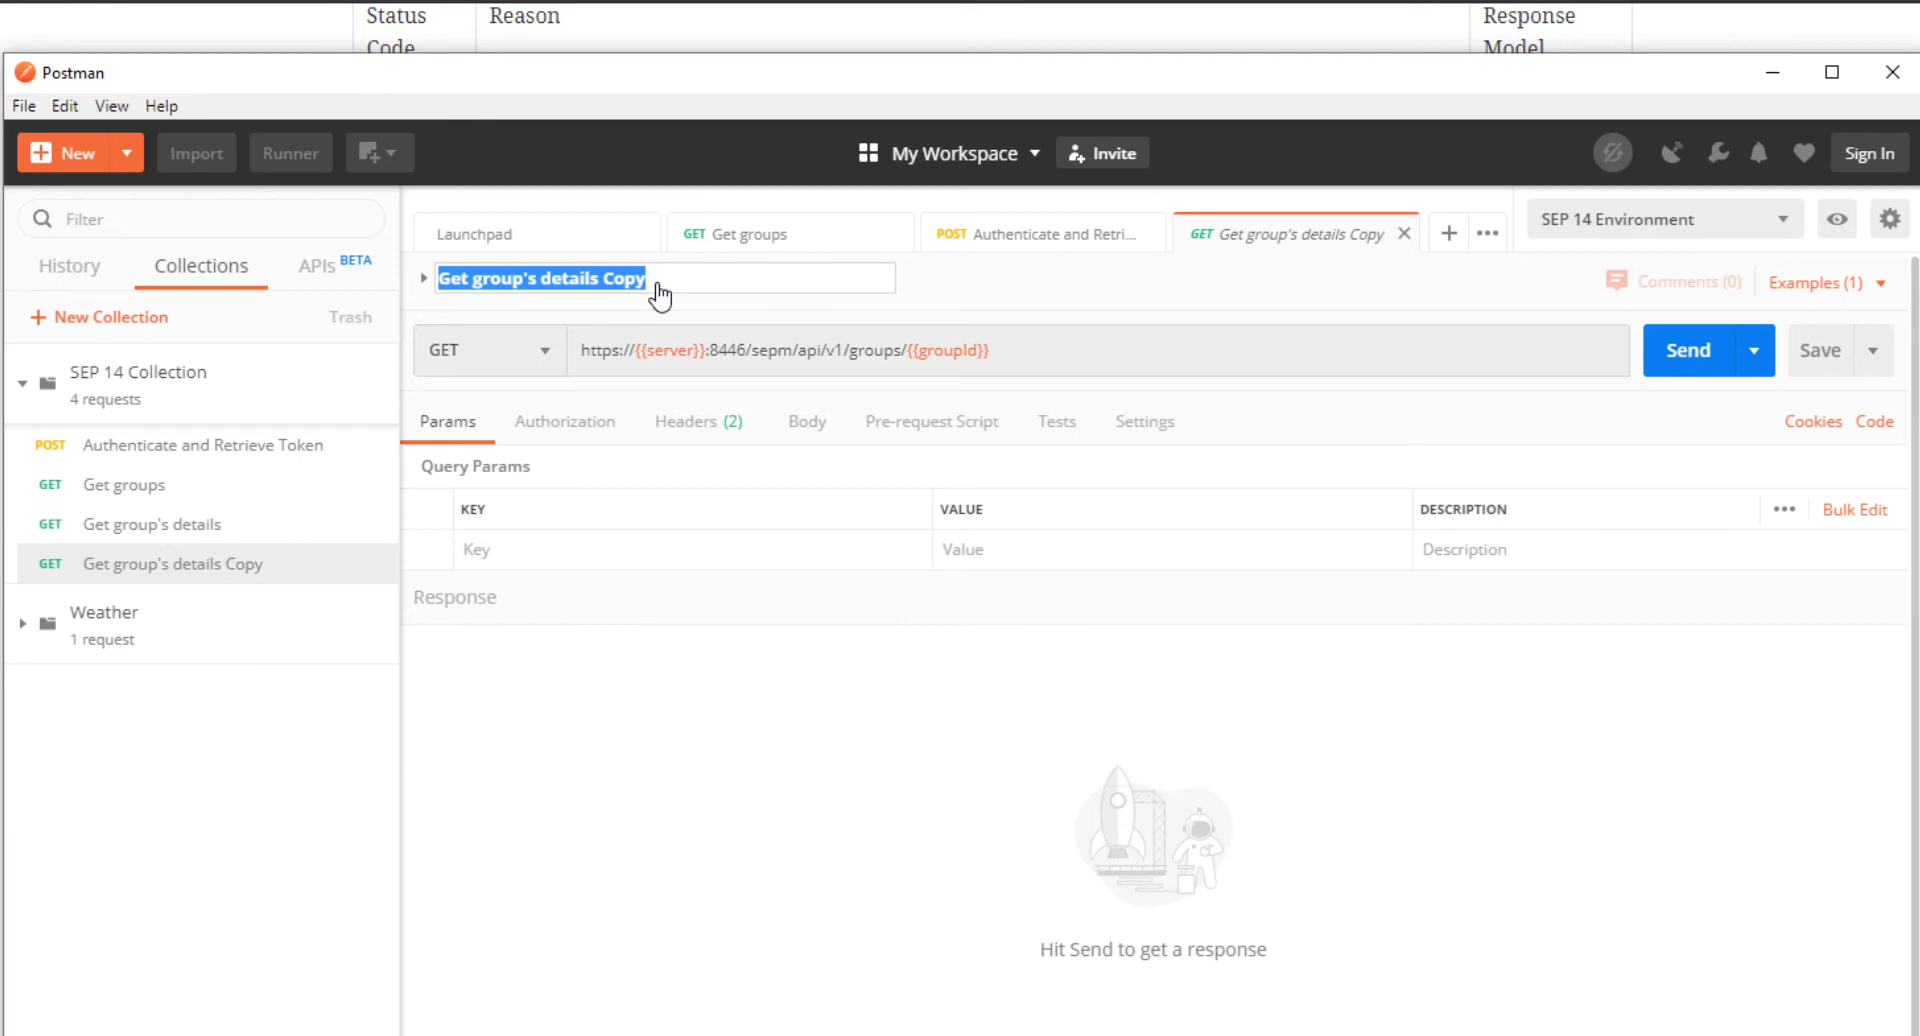 Status Reason Response
Code Model
Postman
File Edit View Help
New Import Runner My Workspace Invite Sign In
Filter
History Collections APIs BETA
+ New Collection Trash
SEP 14 Collection
4 requests
POST Authenticate and Retrieve Token
GET Get groups
GET Get group's details
GET Get group's details Copy
Weather
1 request
Launchpad GET Get groups POST Authenticate and Retri... GET Get group's details Copy SEP 14 Environment
Get group's details Copy Comments (0) Examples (1)
GET https://{{server}}:8446/sepm/api/v1/groups/{{groupId}} Send Save
Params Authorization Headers (2) Body Pre-request Script Tests Settings Cookies Code
Query Params
KEY VALUE DESCRIPTION Bulk Edit
Key Value Description
Response
Hit Send to get a response